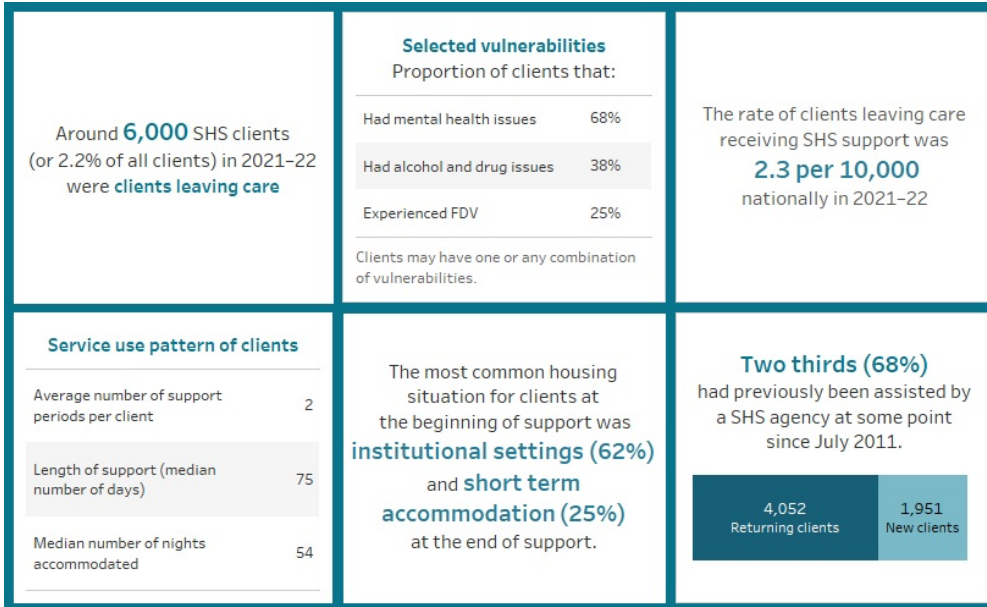 Around 6,000 SHS clients
(or 2.2% of all clients) in 2021–22
were clients leaving care
Selected vulnerabilities
Proportion of clients that:
Had mental health issues 68%
Had alcohol and drug issues 38%
Experienced FDV 25%
Clients may have one or any combination
of vulnerabilities.
The rate of clients leaving care
receiving SHS support was
2.3 per 10,000
nationally in 2021–22
Service use pattern of clients
Average number of support
periods per client 2
Length of support (median
number of days) 75
Median number of nights
accommodated 54
The most common housing
situation for clients at
the beginning of support was
institutional settings (62%)
and short term
accommodation (25%)
at the end of support.
Two thirds (68%)
had previously been assisted by
a SHS agency at some point
since July 2011.
4,052
Returning clients
1,951
New clients